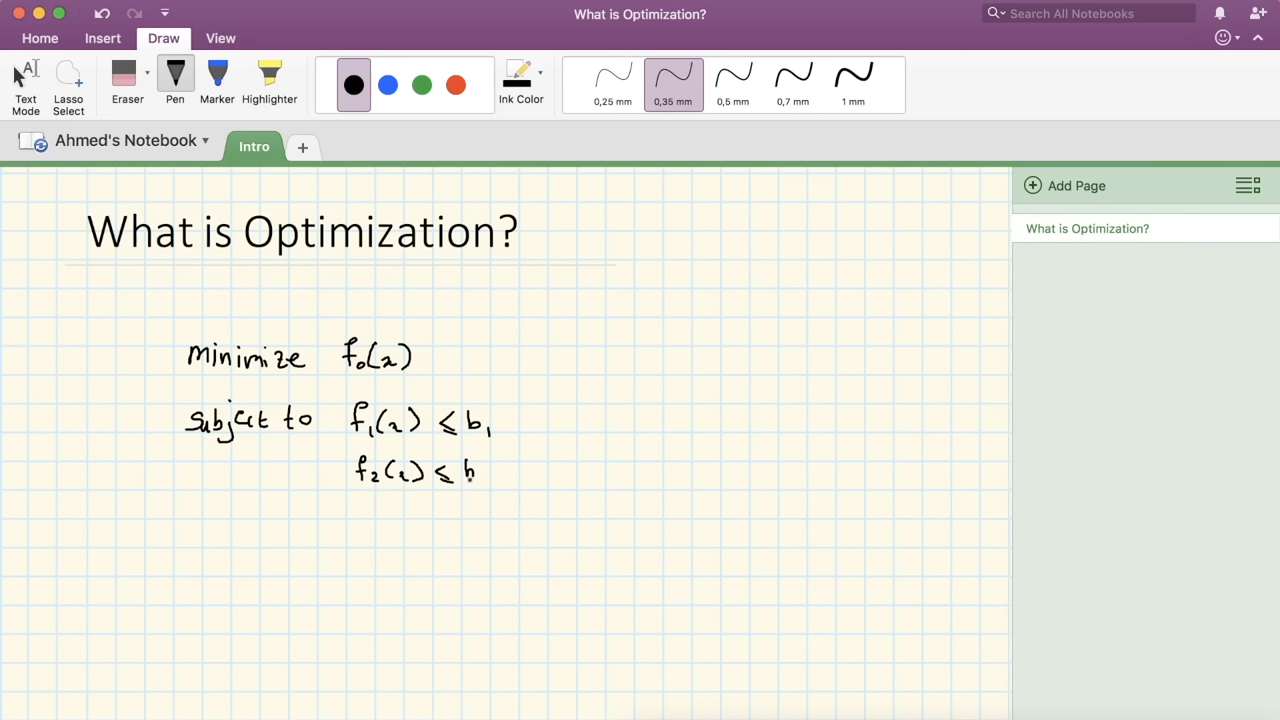 What is Optimization?
Search All Notebooks
Home Insert Draw View
Text Mode
Lasso Select
Eraser
Pen
Marker
Highlighter
Ink Color
0,25 mm
0,35 mm
0,5 mm
0,7 mm
1 mm
Ahmed's Notebook
Intro
Add Page
What is Optimization?
What is Optimization?
minimize f₀(x)
subject to f₁(x) ≤ b₁
f₂(x) ≤ b